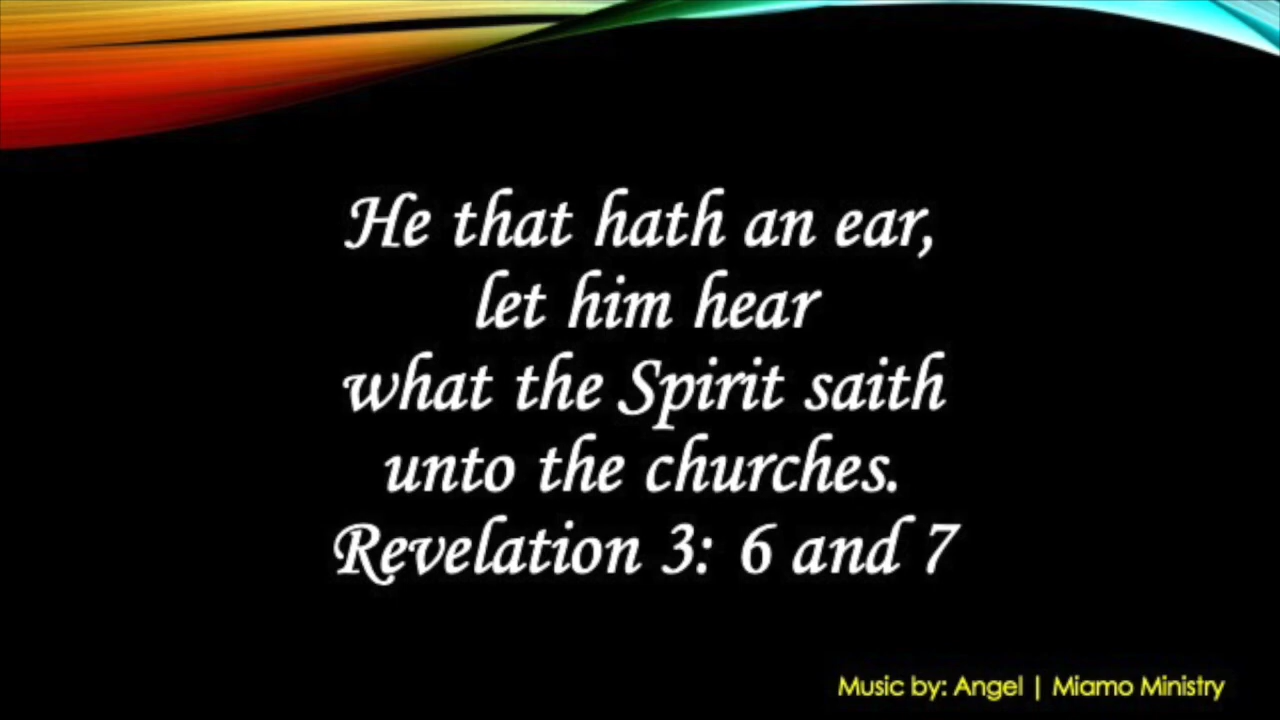 He that hath an ear,
let him hear
what the Spirit saith
unto the churches.
Revelation 3: 6 and 7
Music by: Angel | Miamo Ministry